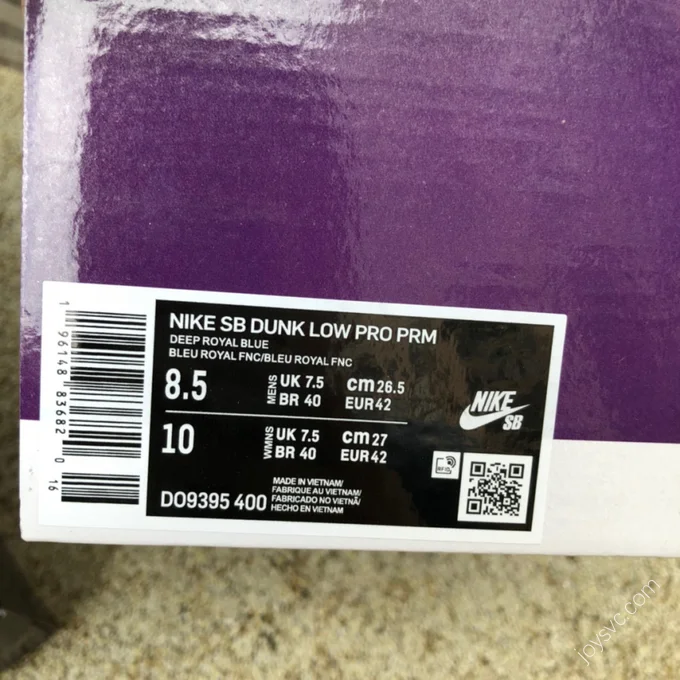 NIKE SB DUNK LOW PRO PRM
DEEP ROYAL BLUE
BLEU ROYAL FNC/BLEU ROYAL FNC
8.5 MENS UK 7.5 cm 26.5
BR 40 EUR 42
10 WMNS UK 7.5 cm 27
BR 40 EUR 42
NIKE
SB
RFID
DO9395 400
MADE IN VIETNAM/
FABRIQUE AU VIETNAM/
FABRICADO NO VIETNÃ/
HECHO EN VIETNAM
1 96148 83682 0
16
joysvc.com